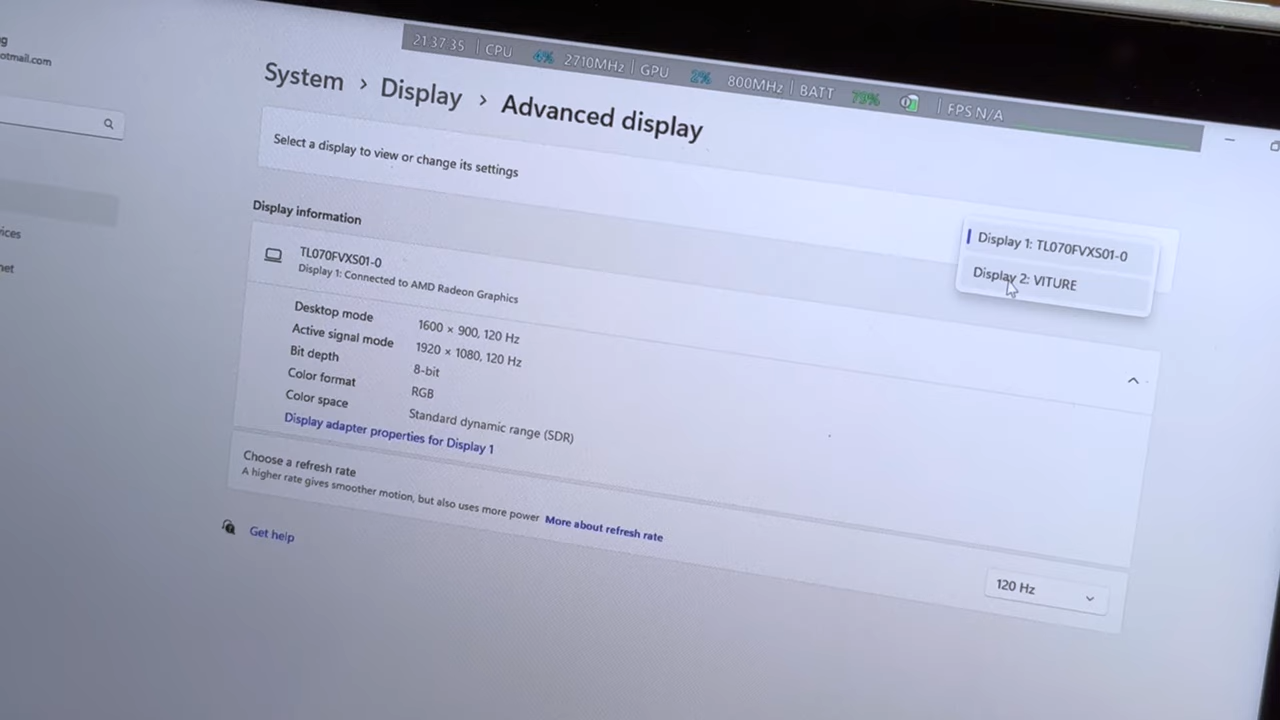 21 37 35 | CPU 4% 2710MHz | GPU 2% 800MHz | BATT 79% | FPS N/A
g
otmail.com
System > Display > Advanced display
Select a display to view or change its settings
Display 1: TL070FVXS01-0
Display 2: VITURE
vices
net
Display information
TL070FVXS01-0
Display 1: Connected to AMD Radeon Graphics
Desktop mode 1600 × 900, 120 Hz
Active signal mode 1920 × 1080, 120 Hz
Bit depth 8-bit
Color format RGB
Color space Standard dynamic range (SDR)
Display adapter properties for Display 1
Choose a refresh rate
A higher rate gives smoother motion, but also uses more power More about refresh rate
120 Hz
Get help